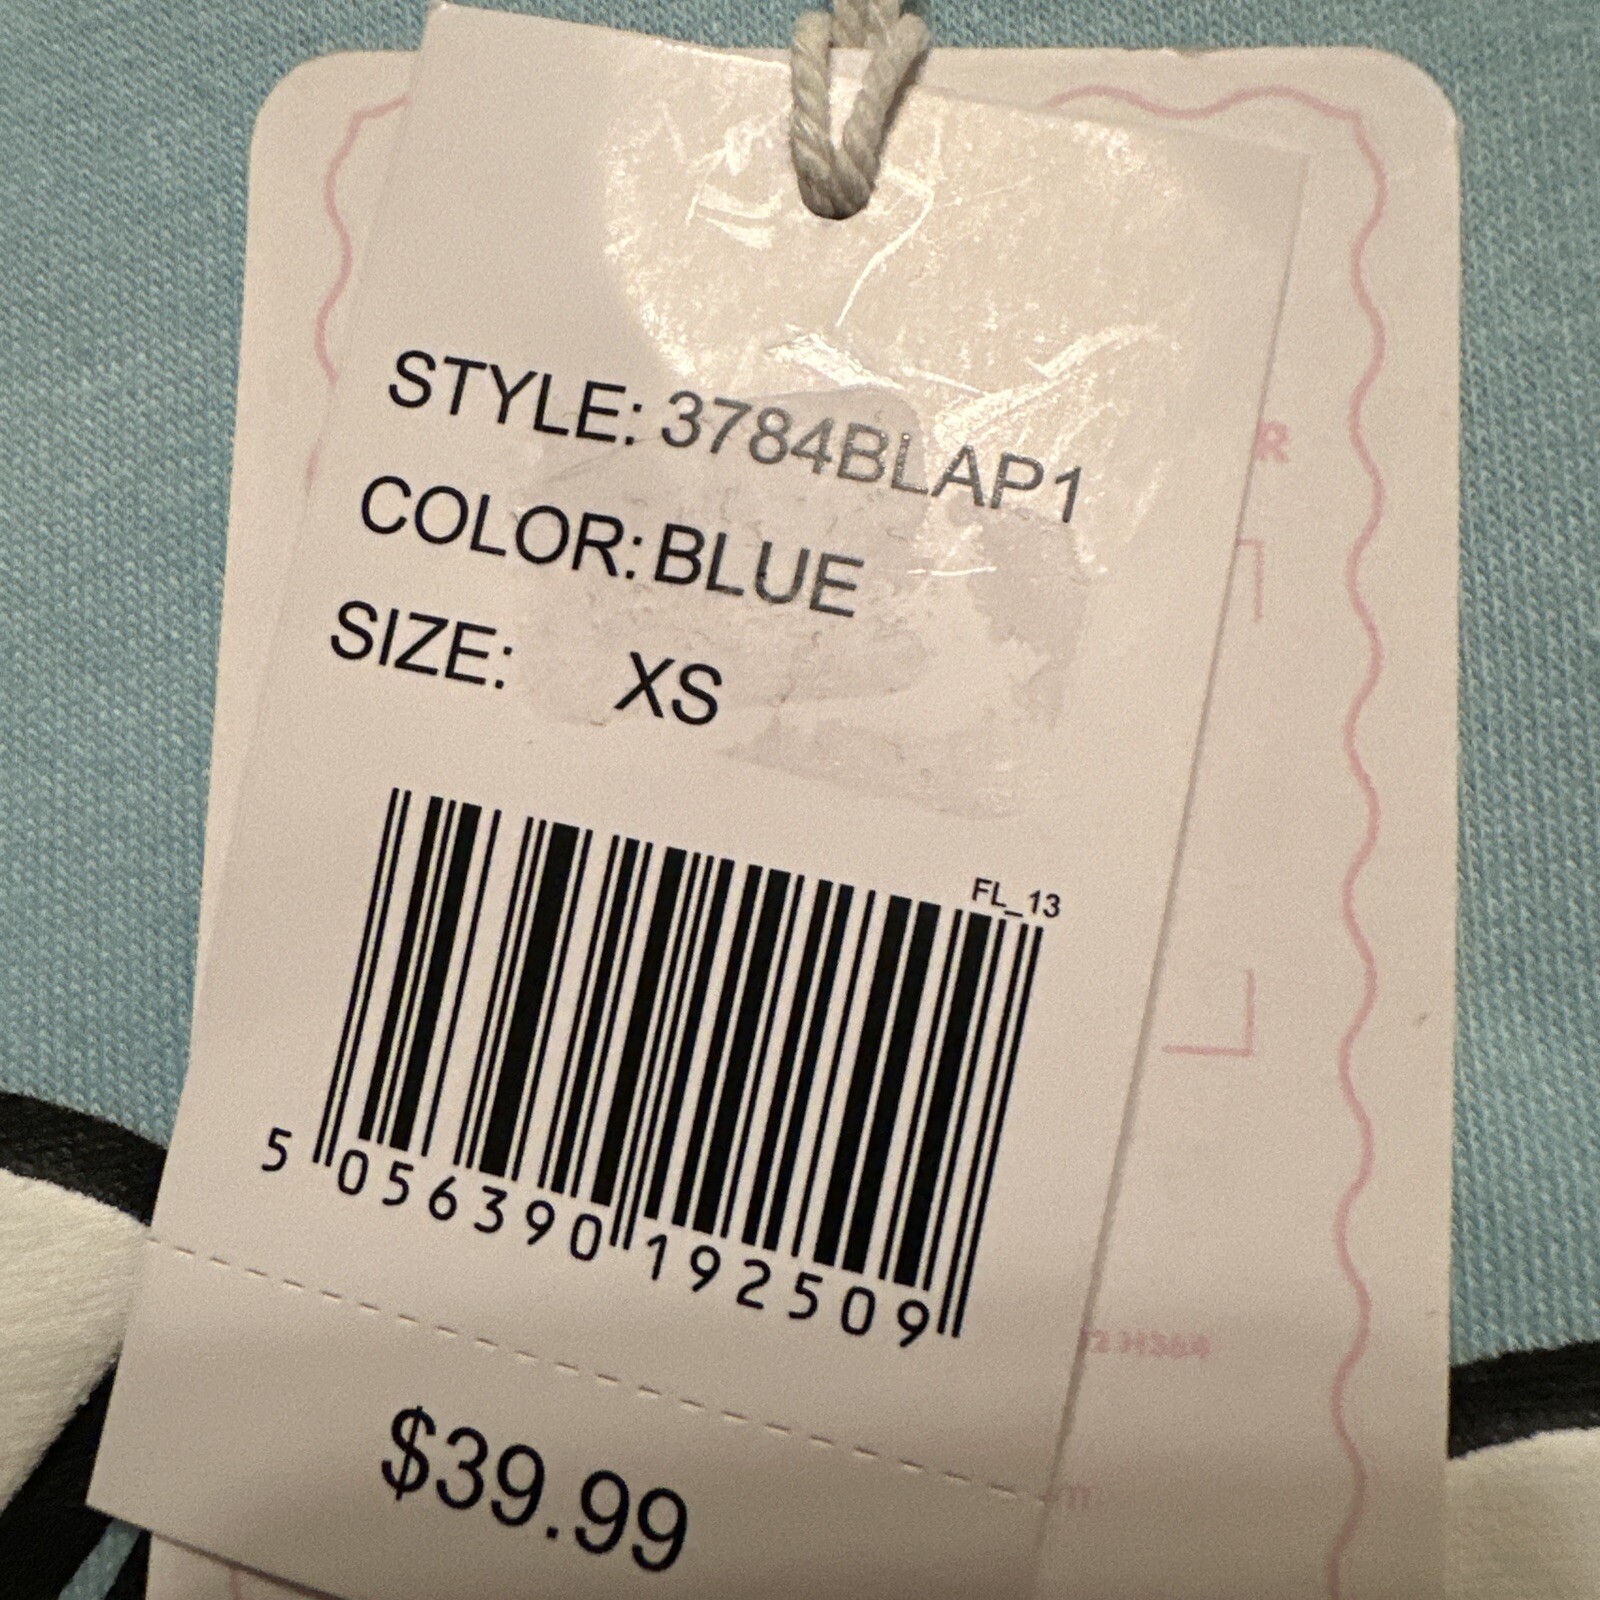 STYLE: 3784BLAP1
COLOR: BLUE
SIZE: XS
FL_13
5 056390 192509
$39.99